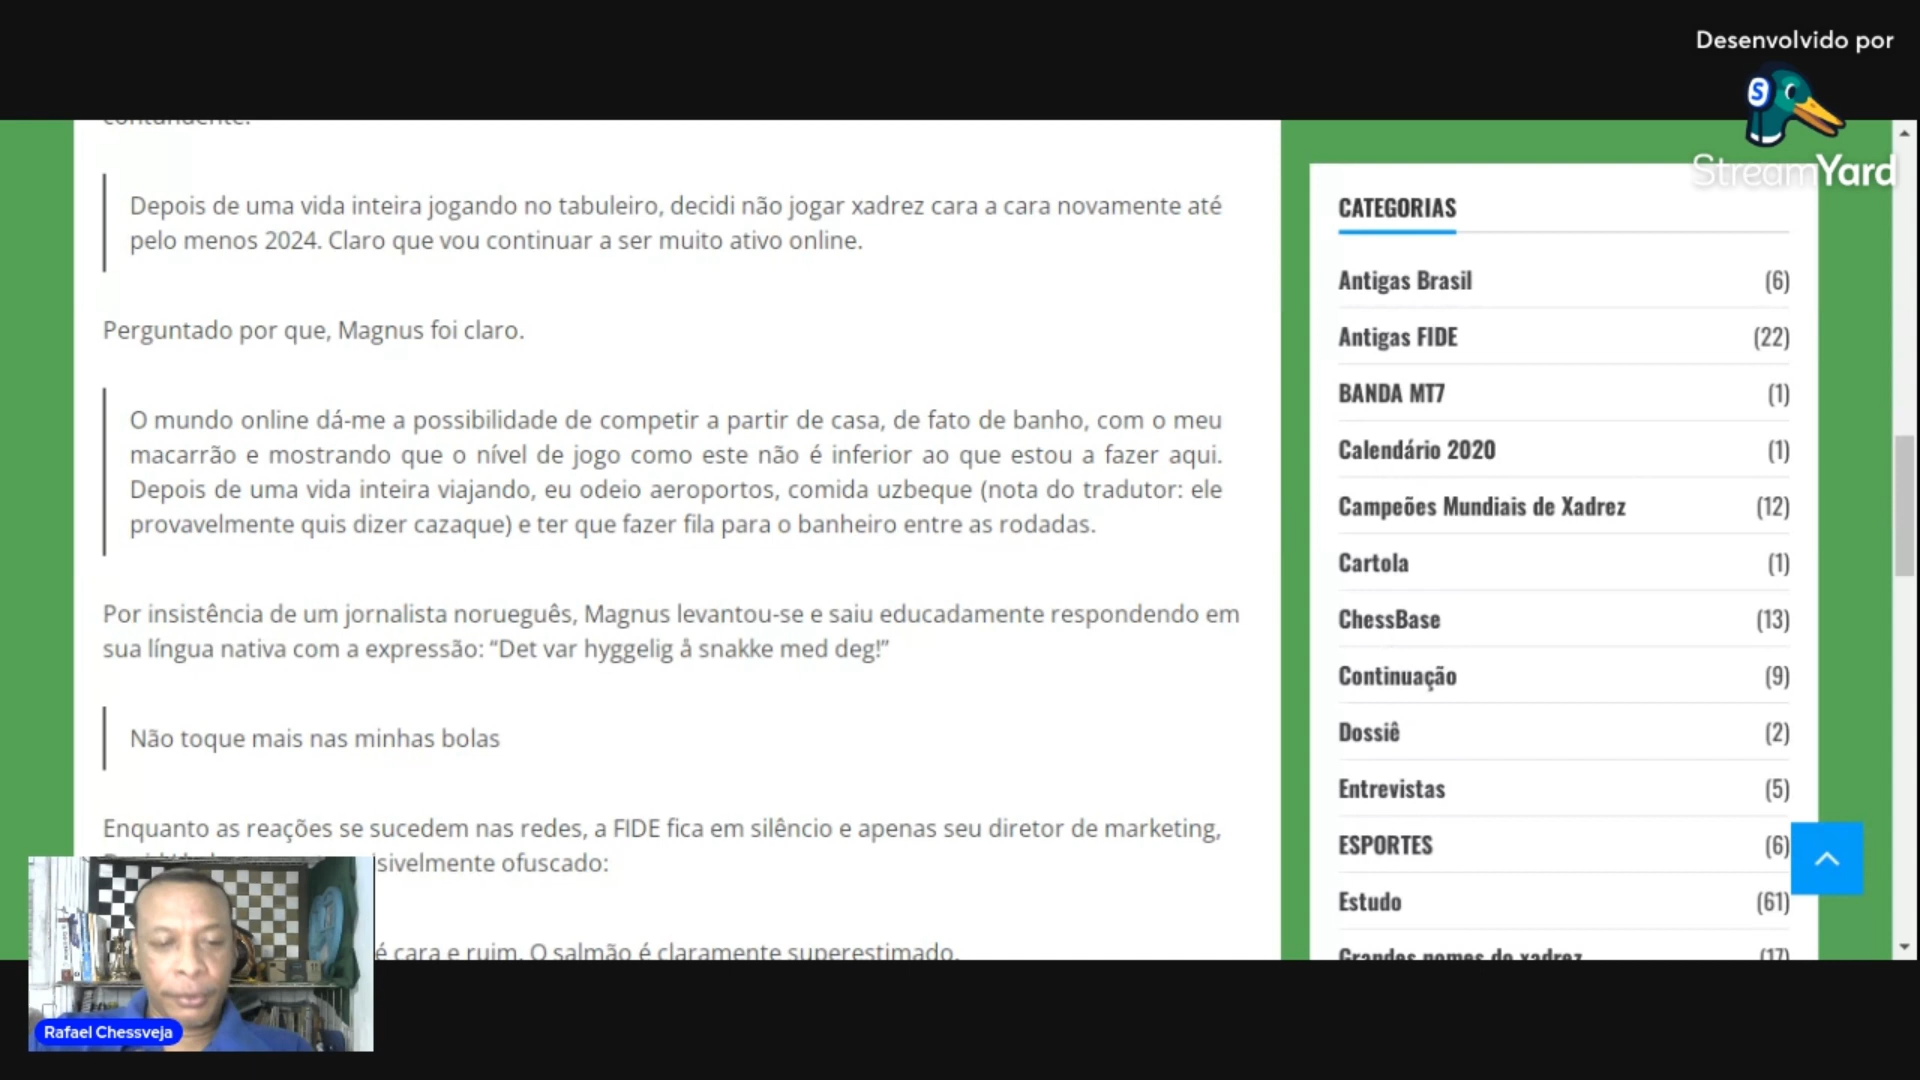 Desenvolvido por
StreamYard
contundente.
Depois de uma vida inteira jogando no tabuleiro, decidi não jogar xadrez cara a cara novamente até
pelo menos 2024. Claro que vou continuar a ser muito ativo online.
Perguntado por que, Magnus foi claro.
O mundo online dá-me a possibilidade de competir a partir de casa, de fato de banho, com o meu
macarrão e mostrando que o nível de jogo como este não é inferior ao que estou a fazer aqui.
Depois de uma vida inteira viajando, eu odeio aeroportos, comida uzbeque (nota do tradutor: ele
provavelmente quis dizer cazaque) e ter que fazer fila para o banheiro entre as rodadas.
Por insistência de um jornalista norueguês, Magnus levantou-se e saiu educadamente respondendo em
sua língua nativa com a expressão: “Det var hyggelig å snakke med deg!”
Não toque mais nas minhas bolas
Enquanto as reações se sucedem nas redes, a FIDE fica em silêncio e apenas seu diretor de marketing,
sivelmente ofuscado:
é cara e ruim. O salmão é claramente superestimado.
Rafael Chessveja
CATEGORIAS
Antigas Brasil (6)
Antigas FIDE (22)
BANDA MT7 (1)
Calendário 2020 (1)
Campeões Mundiais de Xadrez (12)
Cartola (1)
ChessBase (13)
Continuação (9)
Dossiê (2)
Entrevistas (5)
ESPORTES (6)
Estudo (61)
Grandes nomes do xadrez (17)